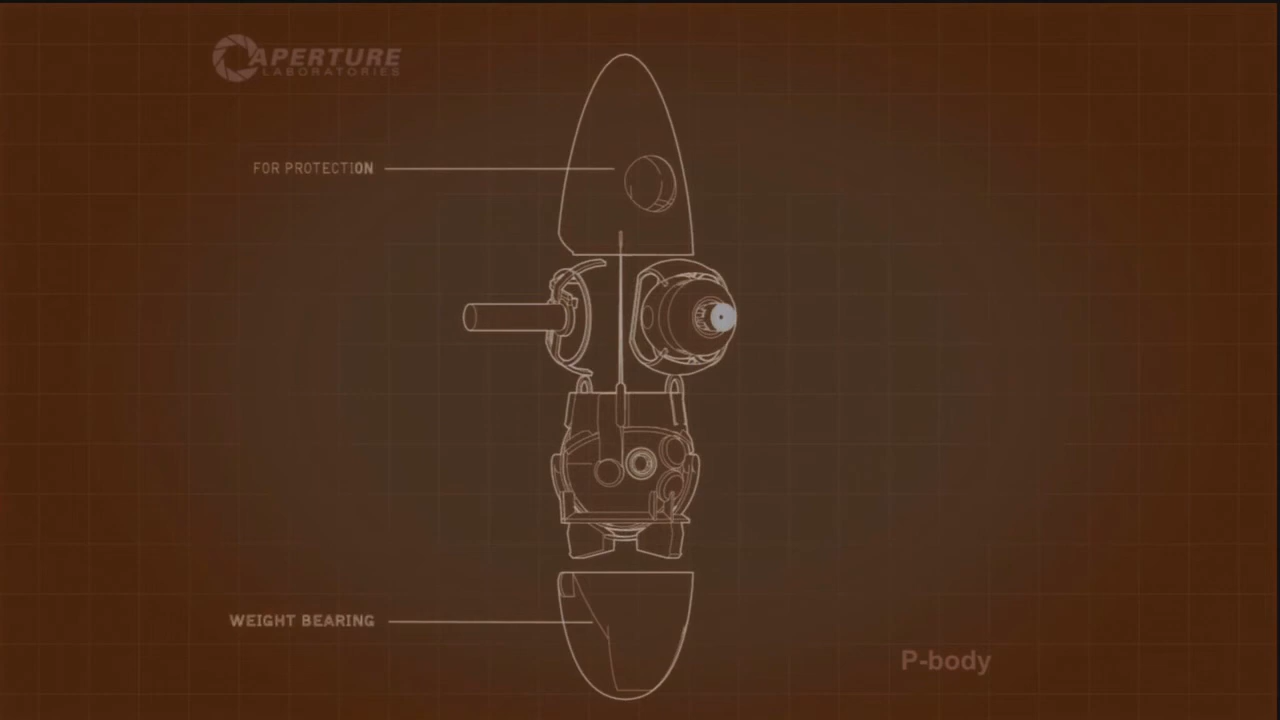 APERTURE
LABORATORIES
FOR PROTECTION
WEIGHT BEARING
P-body